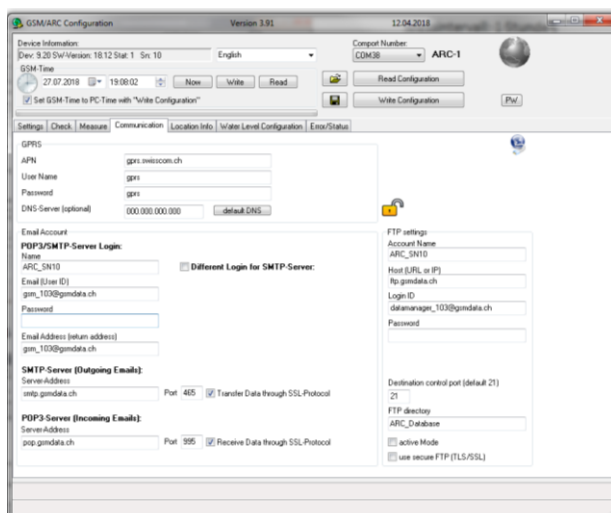 GSM/ARC Configuration Version 3.91 12.04.2018
Device Information:
Dev: 9.20 SW-Version: 18.12 Stat: 1 Sn: 10 English
Comport Number:
COM38 ARC-1
GSM-Time
27.07.2018 19:08:02 Now Write Read
Read Configuration
Set GSM-Time to PC-Time with "Write Configuration"
Write Configuration PW
Settings Check Measure Communication Location Info Water Level Configuration Error/Status
GPRS
APN gprs.swisscom.ch
User Name gprs
Password gprs
DNS-Server (optional) 000.000.000.000 default DNS
Email Account
POP3/SMTP-Server Login:
Name
ARC_SN10
Different Login for SMTP-Server:
Email (User ID)
gsm_103@gsmdata.ch
Password
Email Address (return address)
gsm_103@gsmdata.ch
SMTP-Server (Outgoing Emails):
Server-Address
smtp.gsmdata.ch Port 465 Transfer Data through SSL-Protocol
POP3-Server (Incoming Emails):
Server-Address
pop.gsmdata.ch Port 995 Receive Data through SSL-Protocol
FTP settings
Account Name
ARC_SN10
Host (URL or IP)
ftp.gsmdata.ch
Login ID
datamanager_103@gsmdata.ch
Password
Destination control port (default 21)
21
FTP directory
ARC_Database
active Mode
use secure FTP (TLS/SSL)